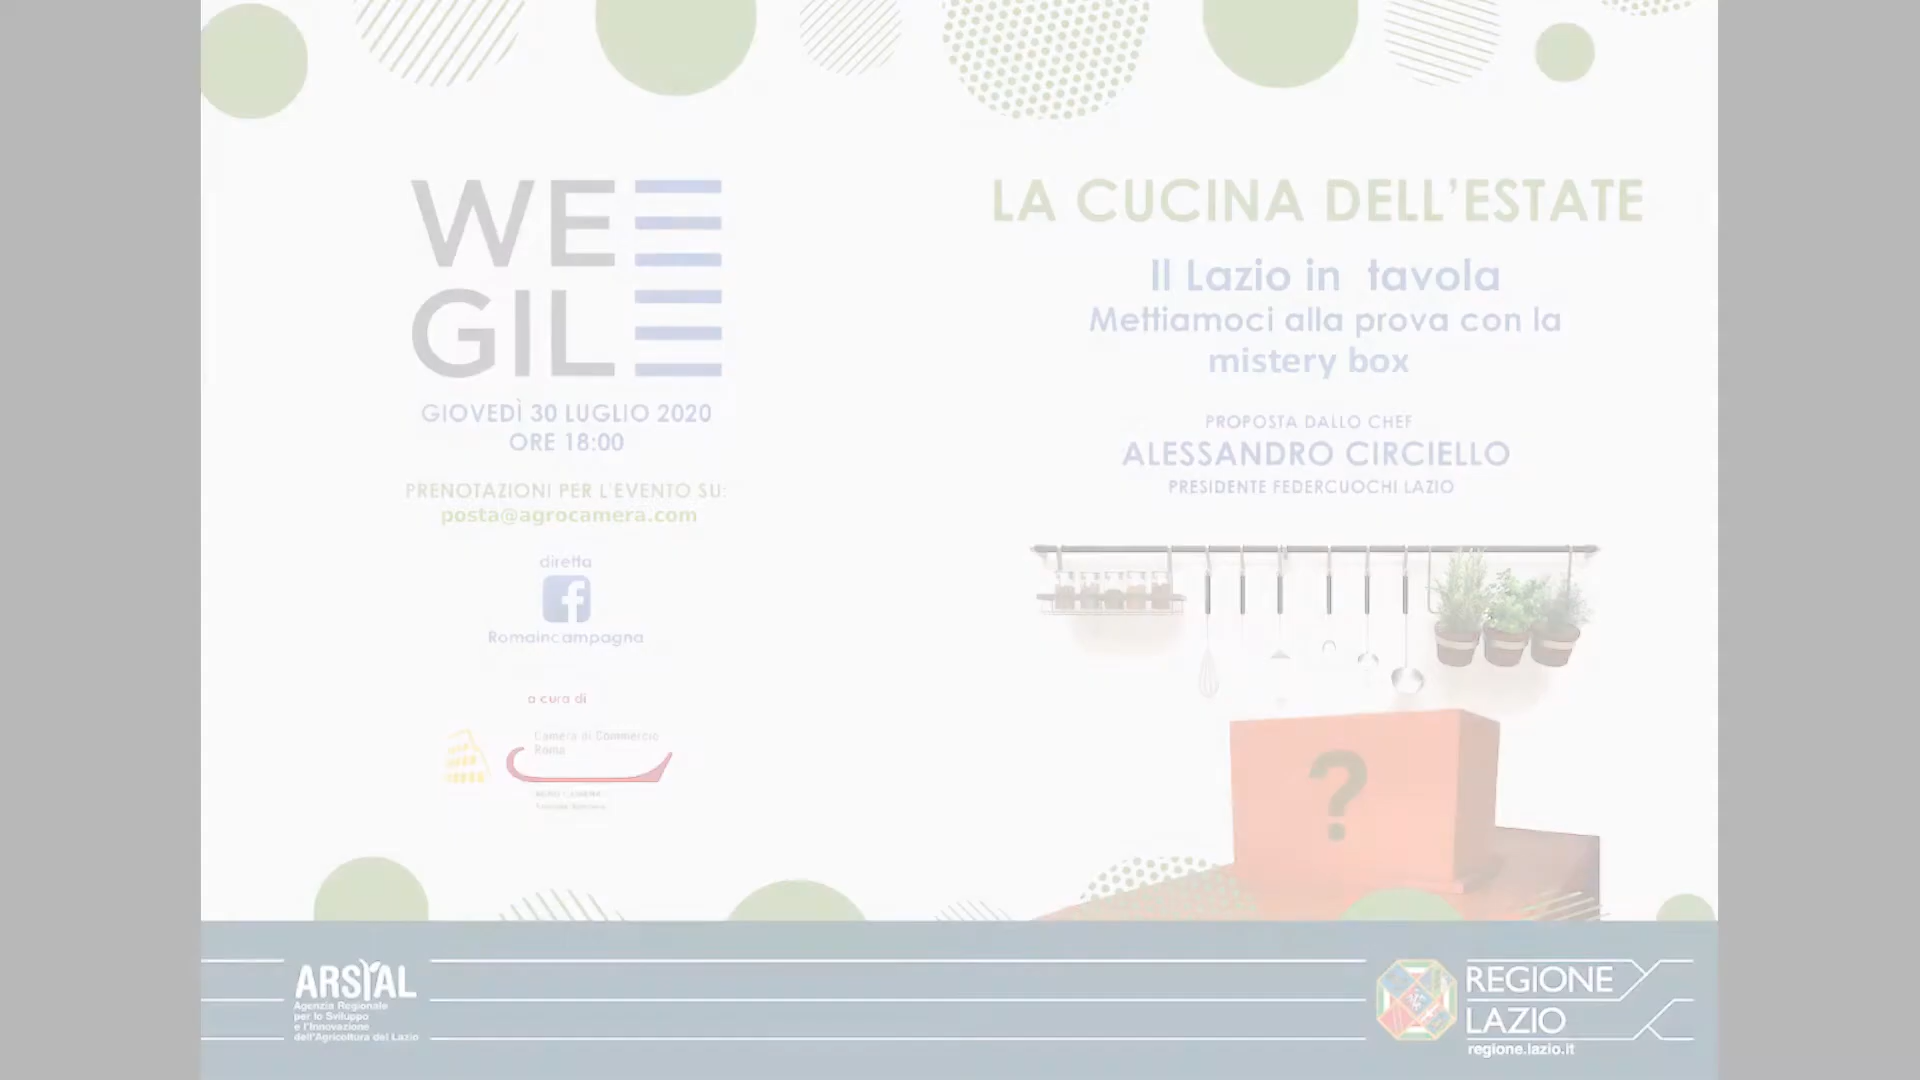 WE
GIL
GIOVEDÌ 30 LUGLIO 2020
ORE 18:00
PRENOTAZIONI PER L'EVENTO SU:
posta@agrocamera.com
diretta
Romaincampagna
a cura di
Camera di Commercio
Roma
LA CUCINA DELL'ESTATE
Il Lazio in tavola
Mettiamoci alla prova con la
mistery box
PROPOSTA DALLO CHEF
ALESSANDRO CIRCIELLO
PRESIDENTE FEDERCUOCHI LAZIO
?
ARSIAL
Agenzia Regionale
per lo Sviluppo
e l'Innovazione
dell'Agricoltura del Lazio
REGIONE
LAZIO
regione.lazio.it